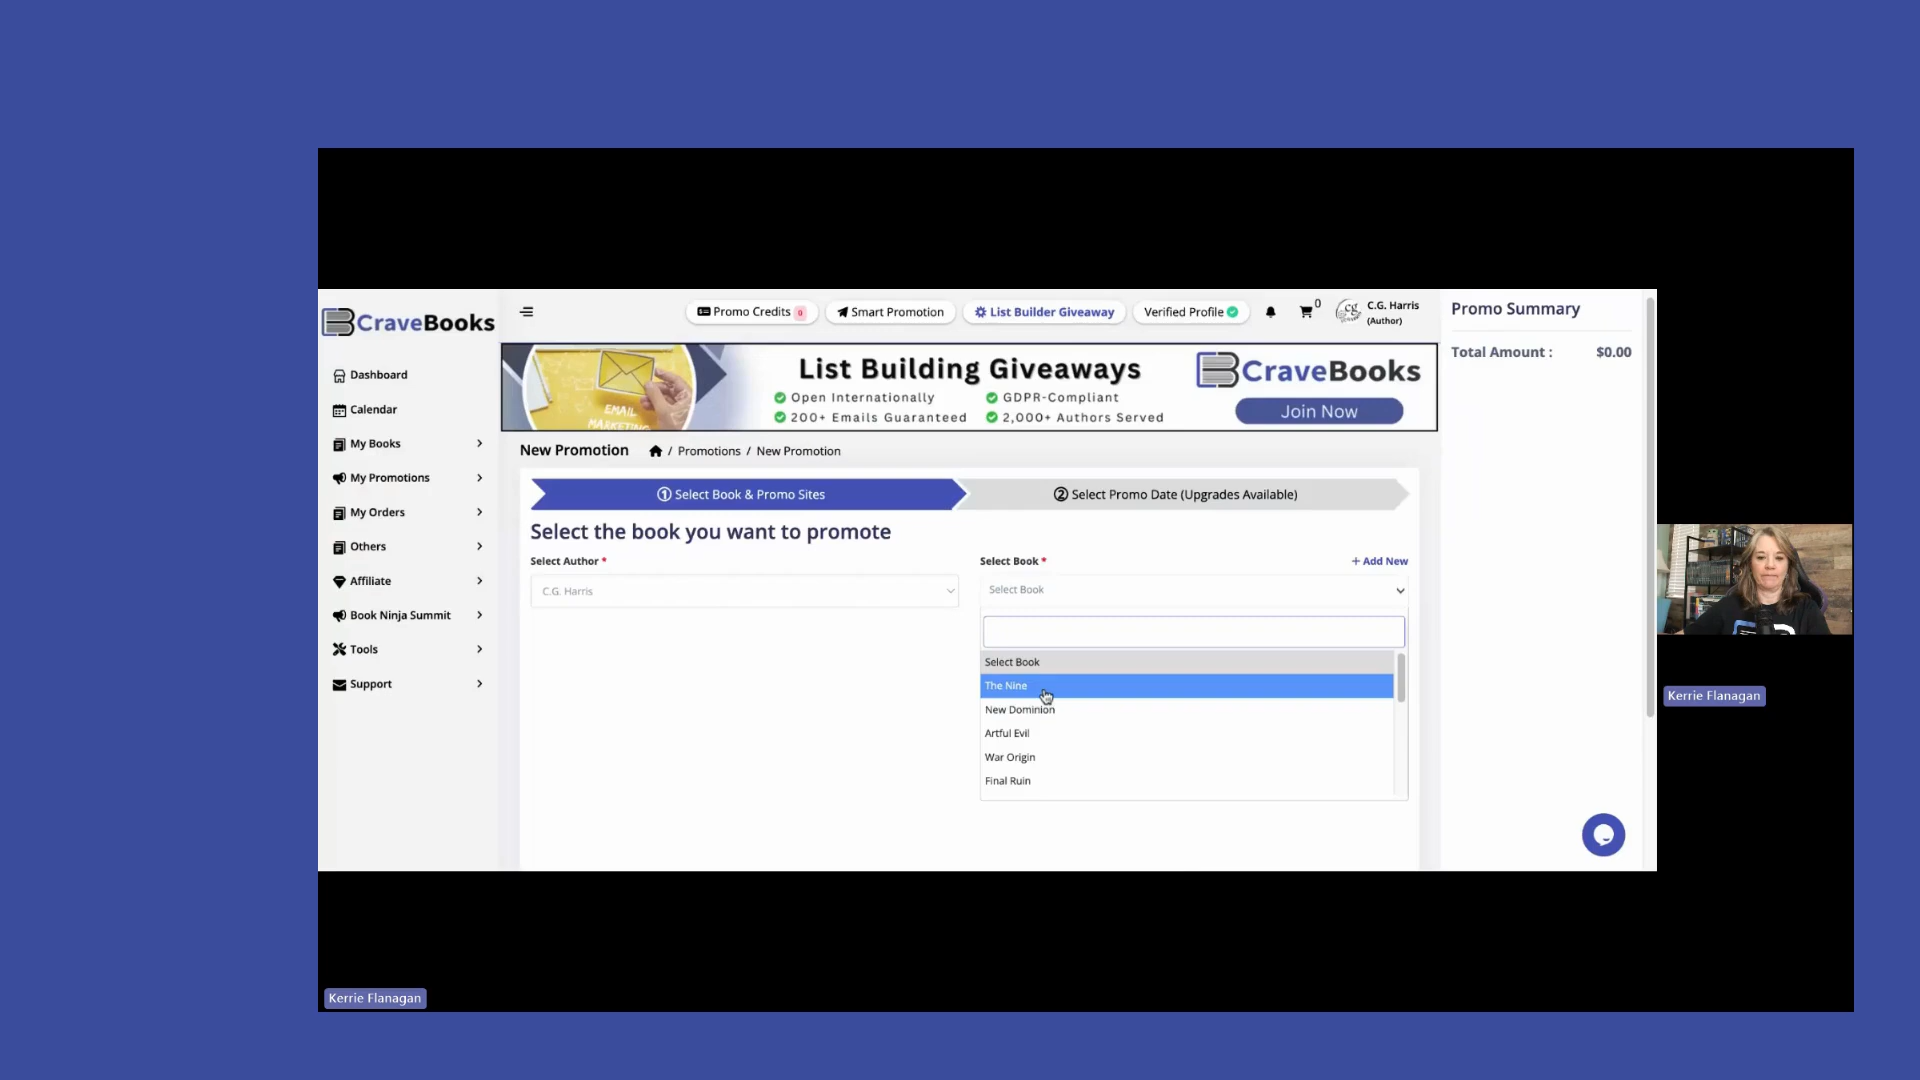 CraveBooks
Promo Credits 0
Smart Promotion
List Builder Giveaway
Verified Profile
0
C.G. Harris
(Author)
Promo Summary
Total Amount : $0.00
Dashboard
Calendar
My Books
My Promotions
My Orders
Others
Affiliate
Book Ninja Summit
Tools
Support
EMAIL
MARKETING
List Building Giveaways
Open Internationally
GDPR-Compliant
200+ Emails Guaranteed
2,000+ Authors Served
CraveBooks
Join Now
New Promotion
/ Promotions / New Promotion
1 Select Book & Promo Sites
2 Select Promo Date (Upgrades Available)
Select the book you want to promote
Select Author *
C.G. Harris
Select Book *
+ Add New
Select Book
Select Book
The Nine
New Dominion
Artful Evil
War Origin
Final Ruin
Kerrie Flanagan
Kerrie Flanagan